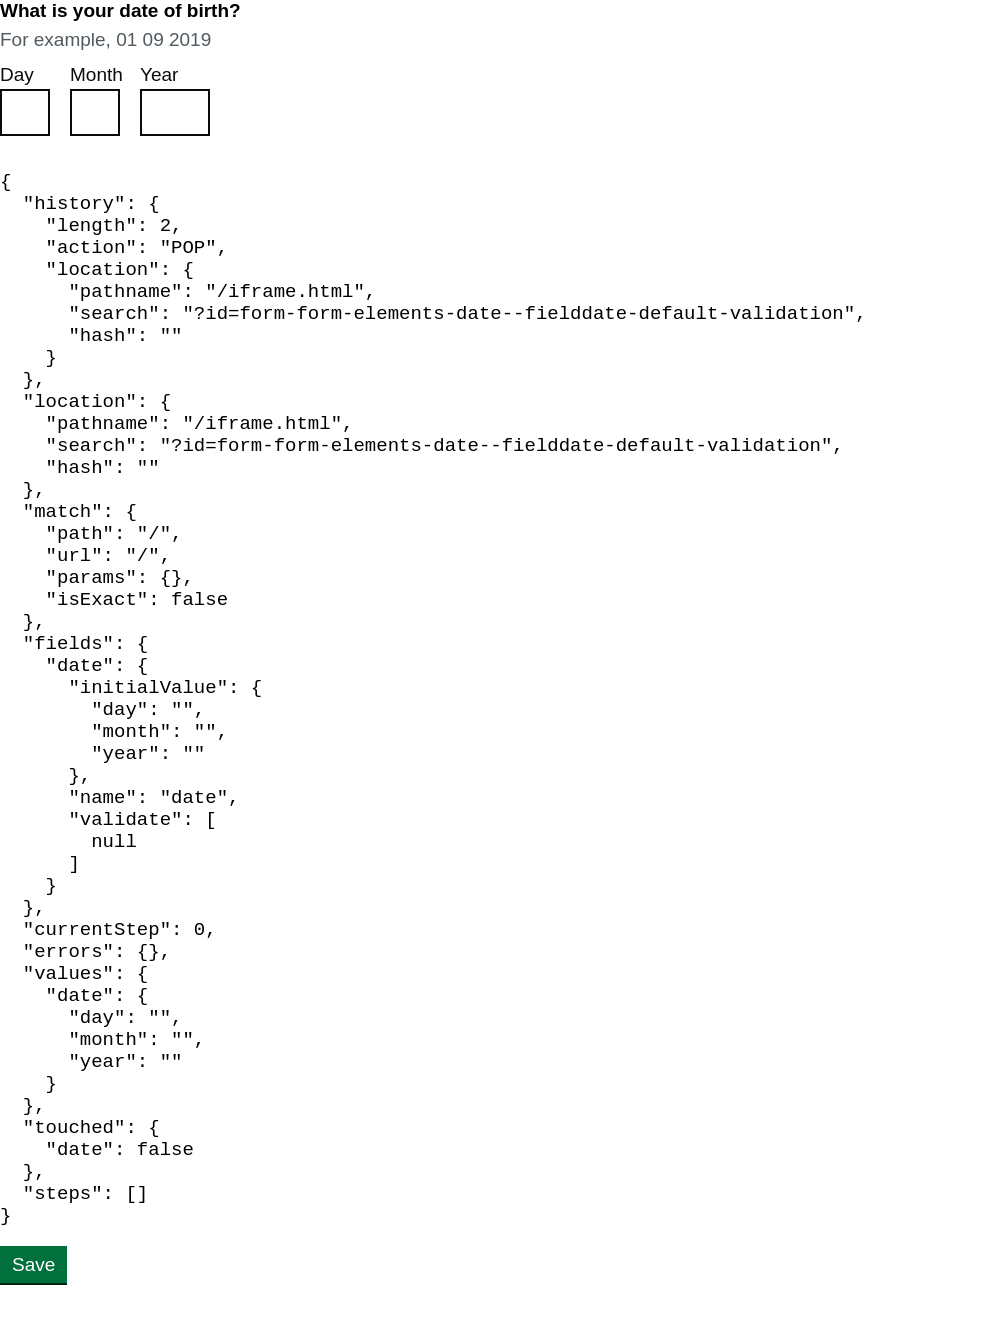 What is your date of birth?
For example, 01 09 2019
Day Month Year
{
  "history": {
    "length": 2,
    "action": "POP",
    "location": {
      "pathname": "/iframe.html",
      "search": "?id=form-form-elements-date--fielddate-default-validation",
      "hash": ""
    }
  },
  "location": {
    "pathname": "/iframe.html",
    "search": "?id=form-form-elements-date--fielddate-default-validation",
    "hash": ""
  },
  "match": {
    "path": "/",
    "url": "/",
    "params": {},
    "isExact": false
  },
  "fields": {
    "date": {
      "initialValue": {
        "day": "",
        "month": "",
        "year": ""
      },
      "name": "date",
      "validate": [
        null
      ]
    }
  },
  "currentStep": 0,
  "errors": {},
  "values": {
    "date": {
      "day": "",
      "month": "",
      "year": ""
    }
  },
  "touched": {
    "date": false
  },
  "steps": []
}
Save